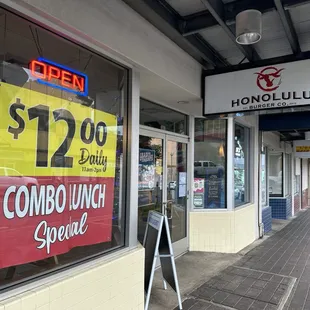 OPEN
$12.00
Daily
COMBO LUNCH
Special
HONOLULU
BURGER CO.